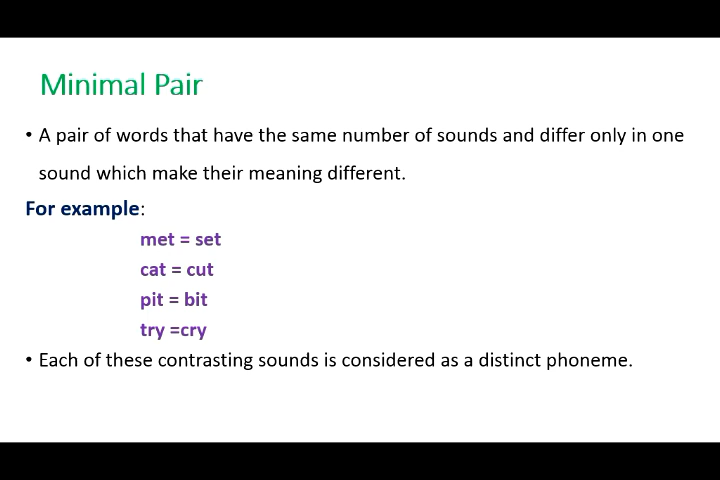 Minimal Pair
• A pair of words that have the same number of sounds and differ only in one
sound which make their meaning different.
For example:
met = set
cat = cut
pit = bit
try =cry
• Each of these contrasting sounds is considered as a distinct phoneme.